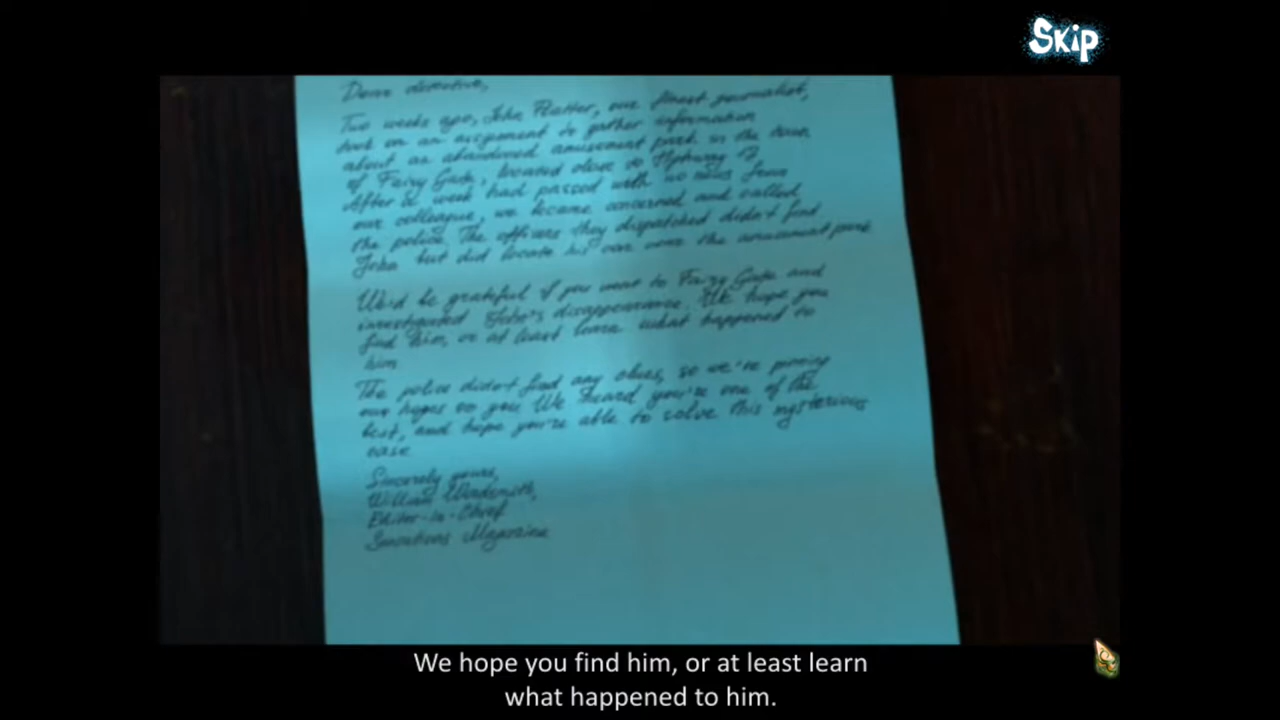 Skip
Dear detective,
Two weeks ago, John Platter, our finest journalist,
took on an assignment to gather information
about an abandoned amusement park in the town
of Fairy Gate, located close to Highway
After a week had passed with no news from
our colleague, we became concerned and called
the police. The officers they dispatched didn't find
John but did locate his car near the amusement park
We'd be grateful if you went to Fairy Gate and
investigated John's disappearance. We hope you
find him, or at least learn what happened to
him
The police didn't find any clues, so we're pinning
our hopes on you. We heard you're one of the
best, and hope you're able to solve this mysterious
case
Sincerely yours,
William Wordsmith,
Editor-in-Chief
Sensations Magazine
We hope you find him, or at least learn
what happened to him.